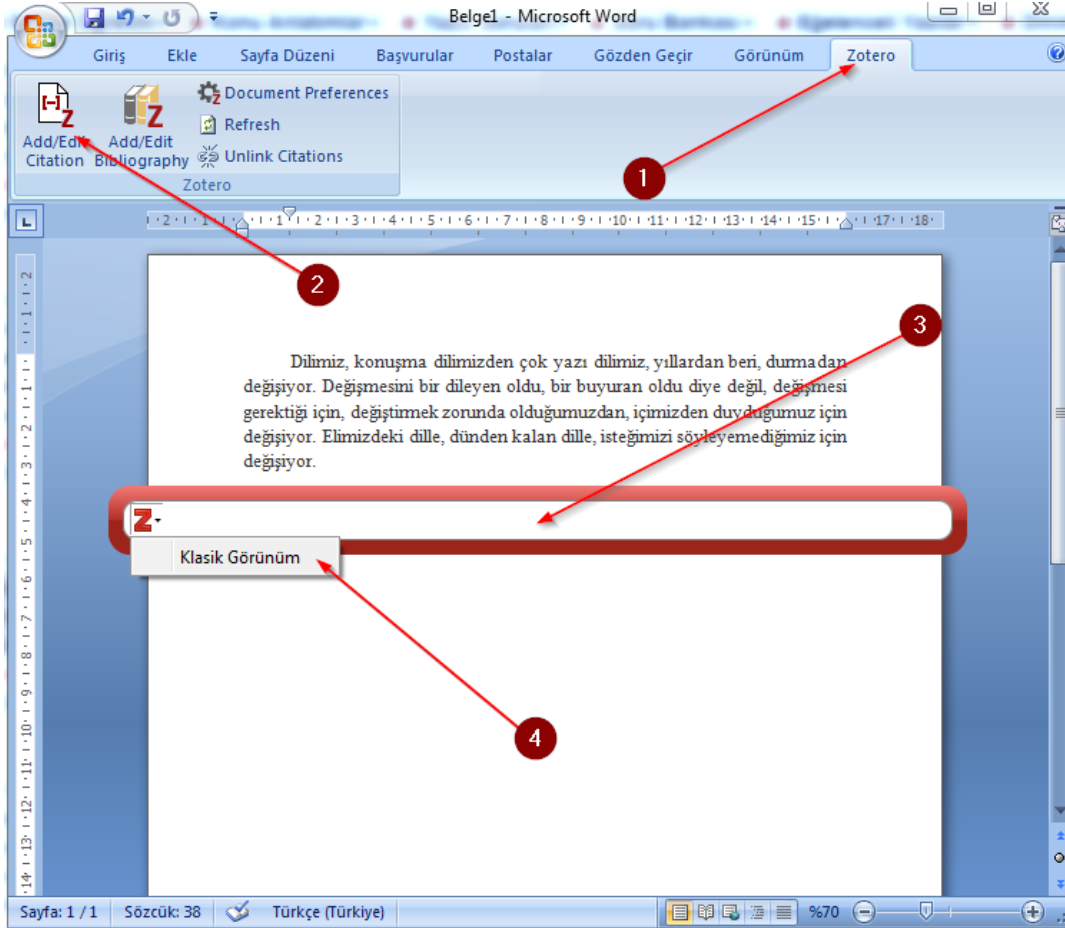 Belge1 - Microsoft Word
Giriş Ekle Sayfa Düzeni Başvurular Postalar Gözden Geçir Görünüm Zotero
Add/Edit Citation
Add/Edit Bibliography
Document Preferences
Refresh
Unlink Citations
Zotero
1
2
3
Dilimiz, konuşma dilimizden çok yazı dilimiz, yıllardan beri, durmadan
değişiyor. Değişmesini bir dileyen oldu, bir buyuran oldu diye değil, değişmesi
gerektiği için, değiştirmek zorunda olduğumuzdan, içimizden duyduğumuz için
değişiyor. Elimizdeki dille, dünden kalan dille, isteğimizi söyleyemediğimiz için
değişiyor.
Z
Klasik Görünüm
4
Sayfa: 1 / 1 Sözcük: 38 Türkçe (Türkiye) %70